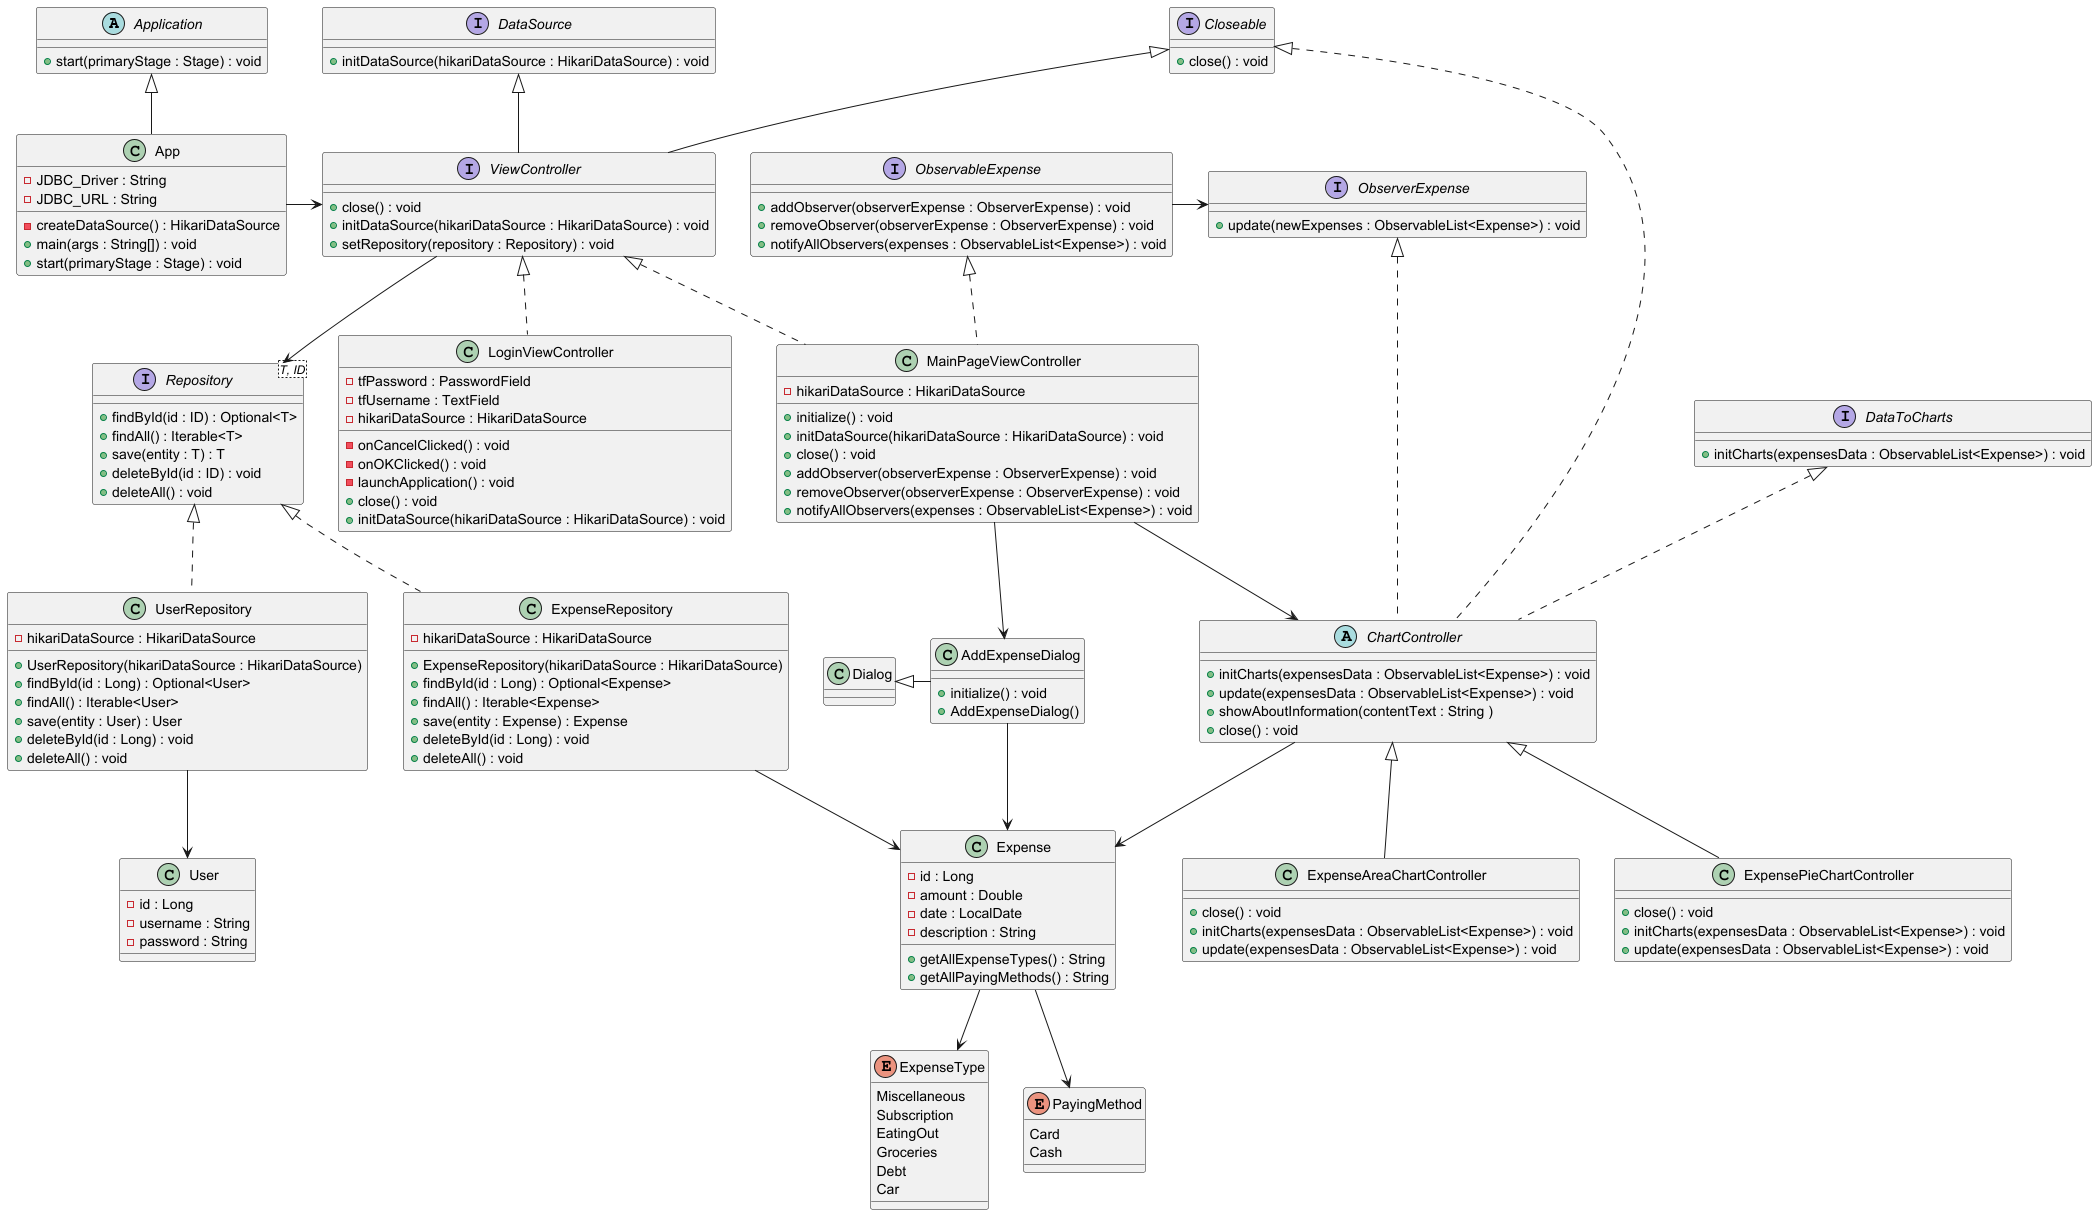 A Application
start(primaryStage : Stage) : void
I DataSource
initDataSource(hikariDataSource : HikariDataSource) : void
I Closeable
close() : void
C App
JDBC_Driver : String
JDBC_URL : String
createDataSource() : HikariDataSource
main(args : String[]) : void
start(primaryStage : Stage) : void
I ViewController
close() : void
initDataSource(hikariDataSource : HikariDataSource) : void
setRepository(repository : Repository) : void
I ObservableExpense
addObserver(observerExpense : ObserverExpense) : void
removeObserver(observerExpense : ObserverExpense) : void
notifyAllObservers(expenses : ObservableList<Expense>) : void
I ObserverExpense
update(newExpenses : ObservableList<Expense>) : void
I Repository
T, ID
findById(id : ID) : Optional<T>
findAll() : Iterable<T>
save(entity : T) : T
deleteById(id : ID) : void
deleteAll() : void
C LoginViewController
tfPassword : PasswordField
tfUsername : TextField
hikariDataSource : HikariDataSource
onCancelClicked() : void
onOKClicked() : void
launchApplication() : void
close() : void
initDataSource(hikariDataSource : HikariDataSource) : void
C MainPageViewController
hikariDataSource : HikariDataSource
initialize() : void
initDataSource(hikariDataSource : HikariDataSource) : void
close() : void
addObserver(observerExpense : ObserverExpense) : void
removeObserver(observerExpense : ObserverExpense) : void
notifyAllObservers(expenses : ObservableList<Expense>) : void
I DataToCharts
initCharts(expensesData : ObservableList<Expense>) : void
C UserRepository
hikariDataSource : HikariDataSource
UserRepository(hikariDataSource : HikariDataSource)
findById(id : Long) : Optional<User>
findAll() : Iterable<User>
save(entity : User) : User
deleteById(id : Long) : void
deleteAll() : void
C ExpenseRepository
hikariDataSource : HikariDataSource
ExpenseRepository(hikariDataSource : HikariDataSource)
findById(id : Long) : Optional<Expense>
findAll() : Iterable<Expense>
save(entity : Expense) : Expense
deleteById(id : Long) : void
deleteAll() : void
C Dialog
C AddExpenseDialog
initialize() : void
AddExpenseDialog()
A ChartController
initCharts(expensesData : ObservableList<Expense>) : void
update(expensesData : ObservableList<Expense>) : void
showAboutInformation(contentText : String )
close() : void
C User
id : Long
username : String
password : String
C Expense
id : Long
amount : Double
date : LocalDate
description : String
getAllExpenseTypes() : String
getAllPayingMethods() : String
C ExpenseAreaChartController
close() : void
initCharts(expensesData : ObservableList<Expense>) : void
update(expensesData : ObservableList<Expense>) : void
C ExpensePieChartController
close() : void
initCharts(expensesData : ObservableList<Expense>) : void
update(expensesData : ObservableList<Expense>) : void
E ExpenseType
Miscellaneous
Subscription
EatingOut
Groceries
Debt
Car
E PayingMethod
Card
Cash